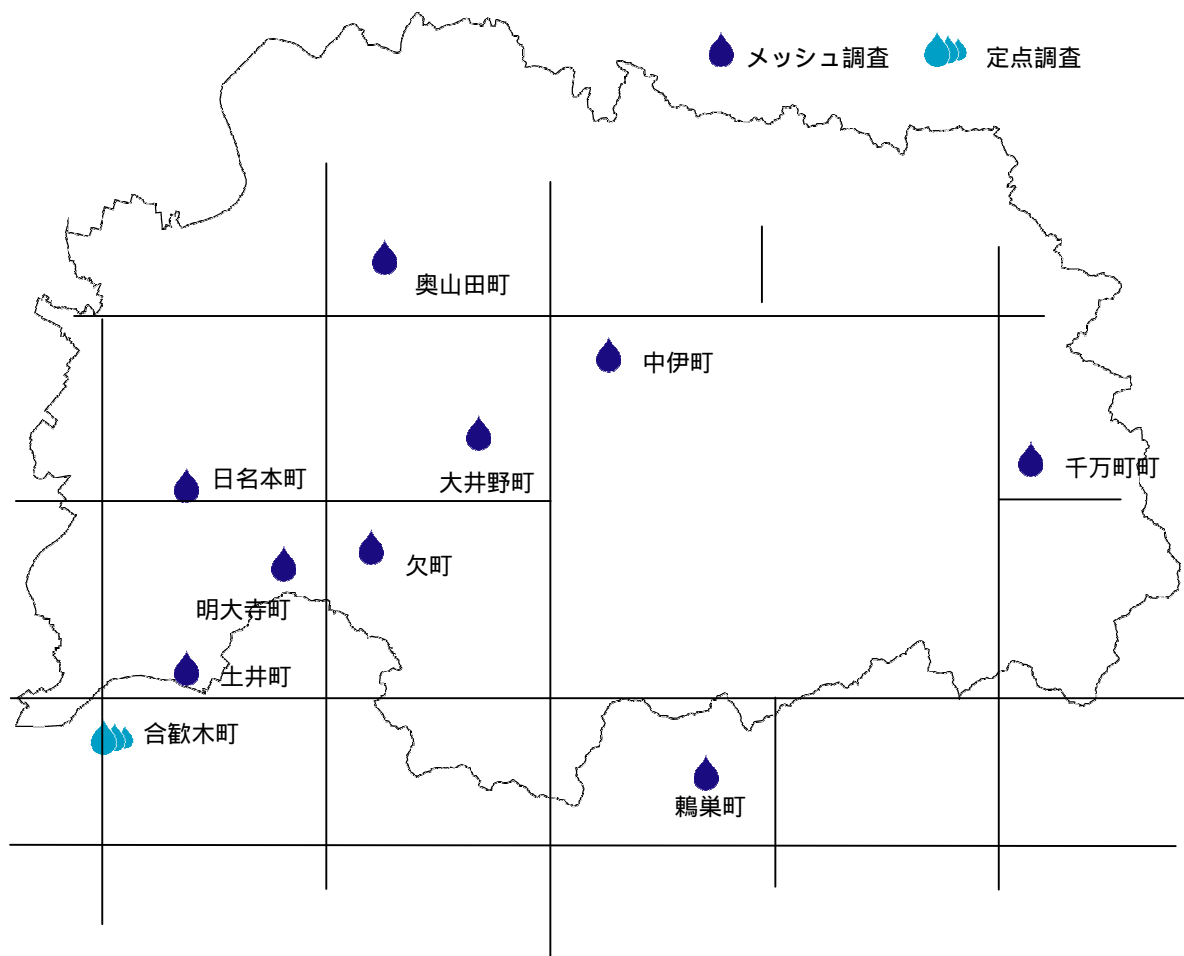 メッシュ調査
定点調査
奥山田町
中伊町
日名本町
大井野町
千万町町
欠町
明大寺町
土井町
合歓木町
鶇巣町